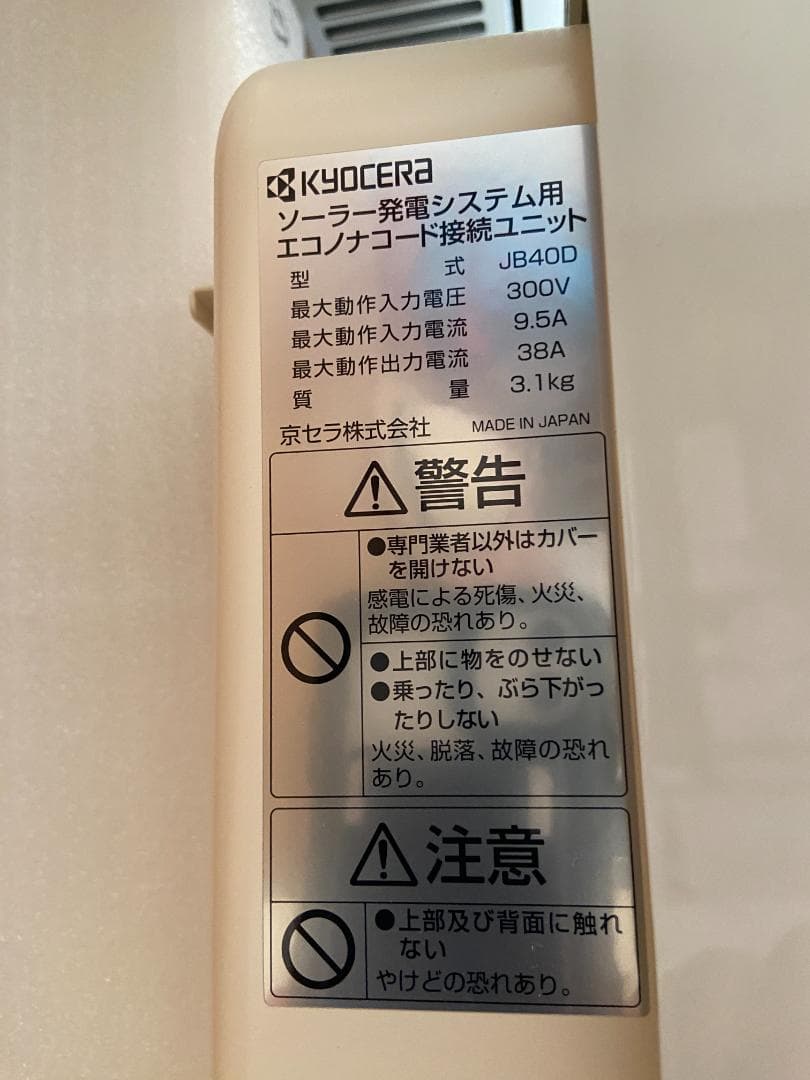 KYOCERA
ソーラー発電システム用
エコノナコード接続ユニット
型式 JB40D
最大動作入力電圧 300V
最大動作入力電流 9.5A
最大動作出力電流 38A
質量 3.1kg
京セラ株式会社 MADE IN JAPAN
警告
●専門業者以外はカバー
を開けない
感電による死傷、火災、
故障の恐れあり。
●上部に物をのせない
●乗ったり、ぶら下がっ
たりしない
火災、脱落、故障の恐れ
あり。
注意
●上部及び背面に触れ
ない
やけどの恐れあり。